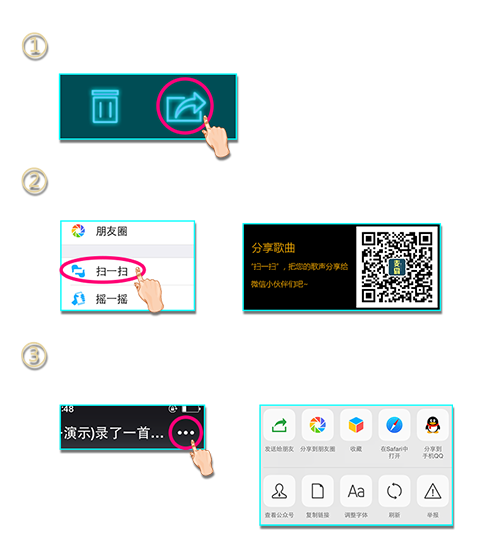 ①
②
朋友圈
扫一扫
摇一摇
分享歌曲
"扫一扫"，把您的歌声分享给
微信小伙伴们吧~
麦霸
③
:48
演示)录了一首...
发送给朋友
分享到朋友圈
收藏
在Safari中
打开
分享到
手机QQ
查看公众号
复制链接
Aa
调整字体
刷新
举报